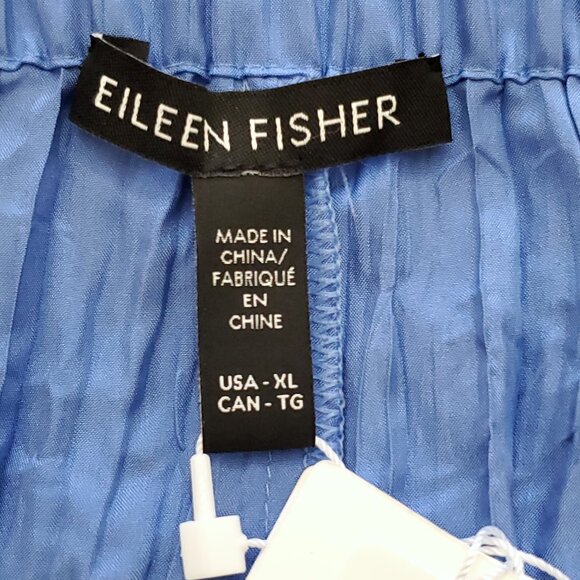 EILEEN FISHER
MADE IN
CHINA/
FABRIQUÉ
EN
CHINE
USA - XL
CAN - TG